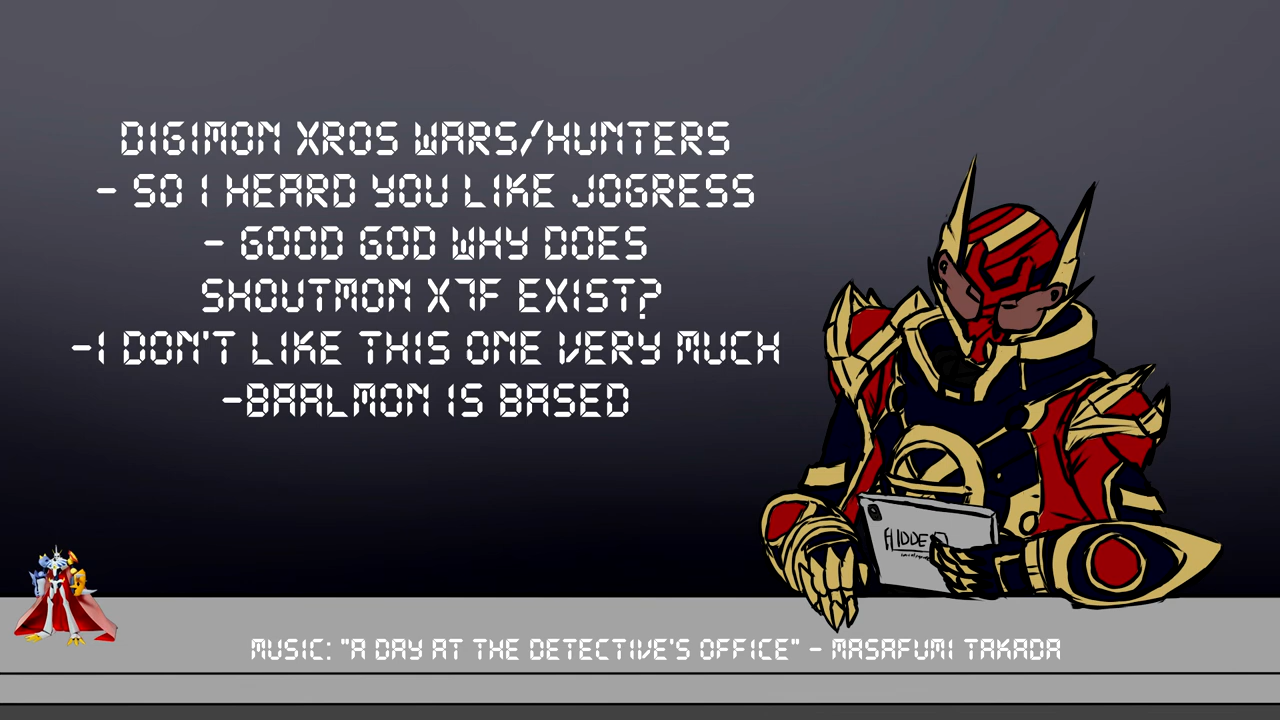 DIGIMON XROS WARS/HUNTERS
- SO I HEARD YOU LIKE JOGRESS
- GOOD GOD WHY DOES
SHOUTMON X7F EXIST?
-I DON'T LIKE THIS ONE VERY MUCH
-BAALMON IS BASED
MUSIC: "A DAY AT THE DETECTIVE'S OFFICE" - MASAFUMI TAKADA